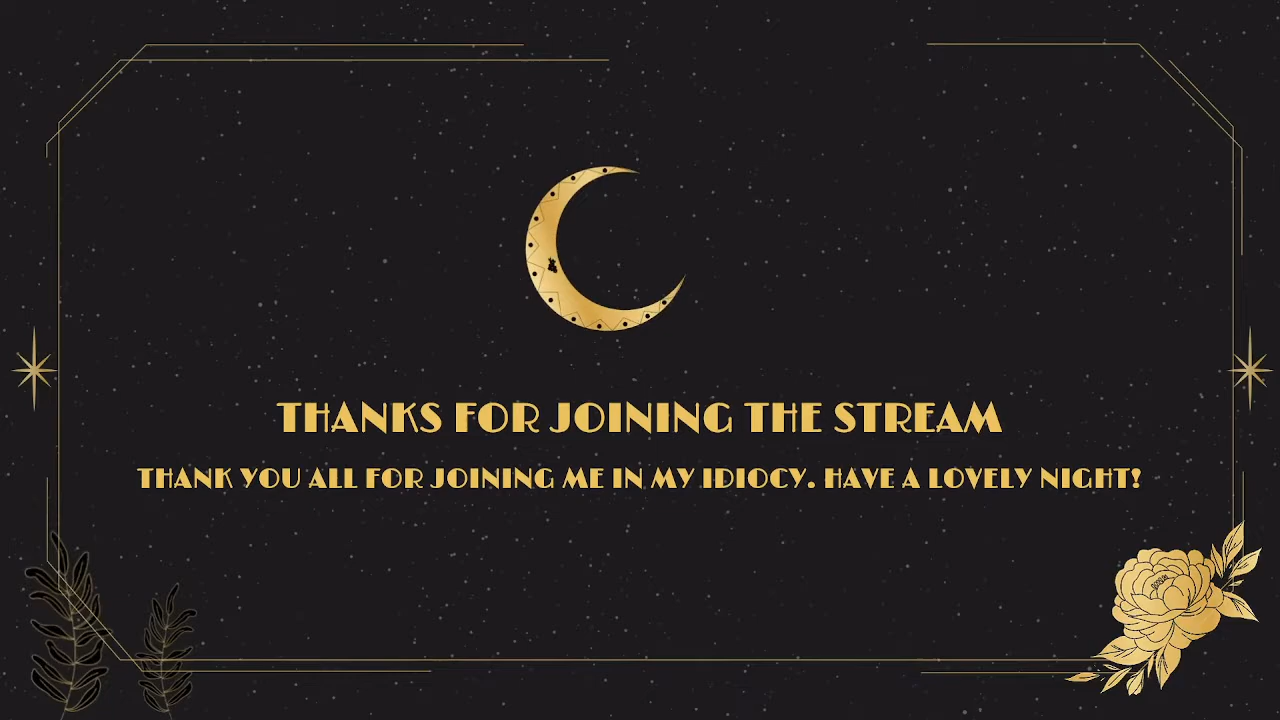 THANKS FOR JOINING THE STREAM
THANK YOU ALL FOR JOINING ME IN MY IDIOCY. HAVE A LOVELY NIGHT!